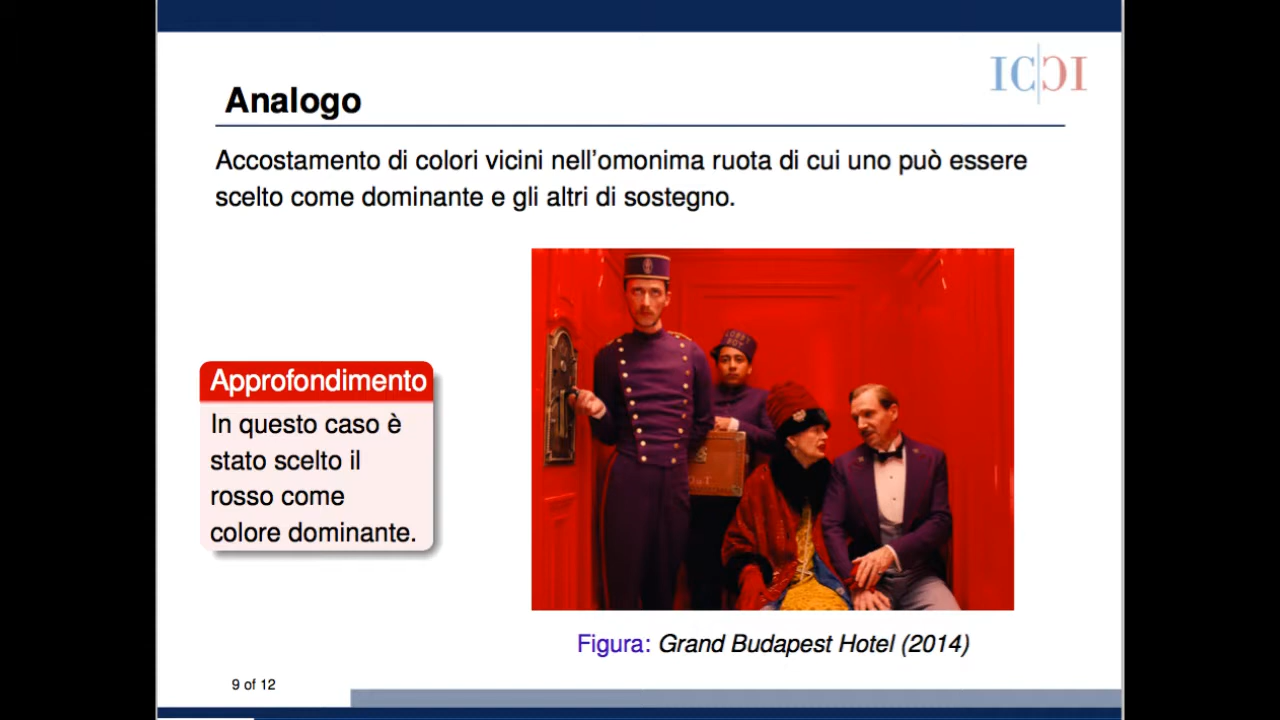 ICCI
Analogo
Accostamento di colori vicini nell'omonima ruota di cui uno può essere
scelto come dominante e gli altri di sostegno.
Approfondimento
In questo caso è
stato scelto il
rosso come
colore dominante.
Figura: Grand Budapest Hotel (2014)
9 of 12